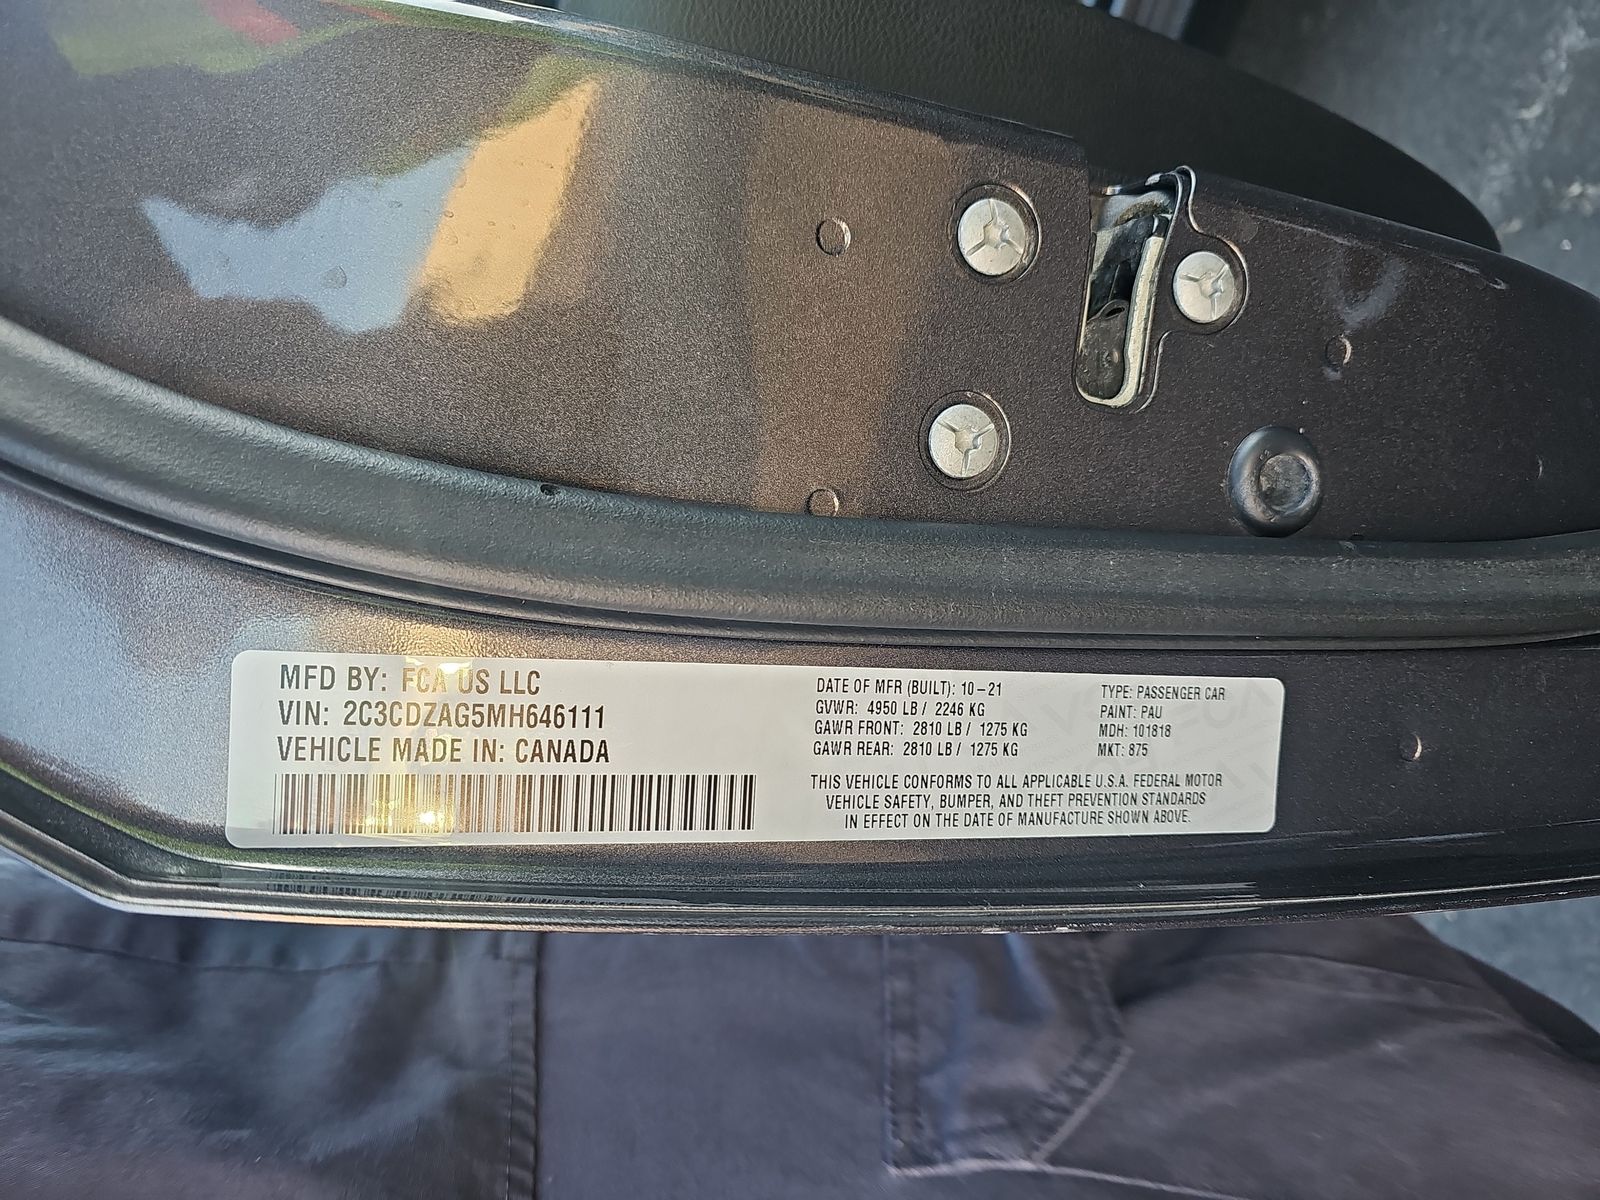 MFD BY: FCA US LLC
VIN: 2C3CDZAG5MH646111
VEHICLE MADE IN: CANADA
DATE OF MFR (BUILT): 10-21
GVWR: 4950 LB / 2246 KG
GAWR FRONT: 2810 LB / 1275 KG
GAWR REAR: 2810 LB / 1275 KG
TYPE: PASSENGER CAR
PAINT: PAU
MDH: 101818
MKT: 875
THIS VEHICLE CONFORMS TO ALL APPLICABLE U.S.A. FEDERAL MOTOR
VEHICLE SAFETY, BUMPER, AND THEFT PREVENTION STANDARDS
IN EFFECT ON THE DATE OF MANUFACTURE SHOWN ABOVE.